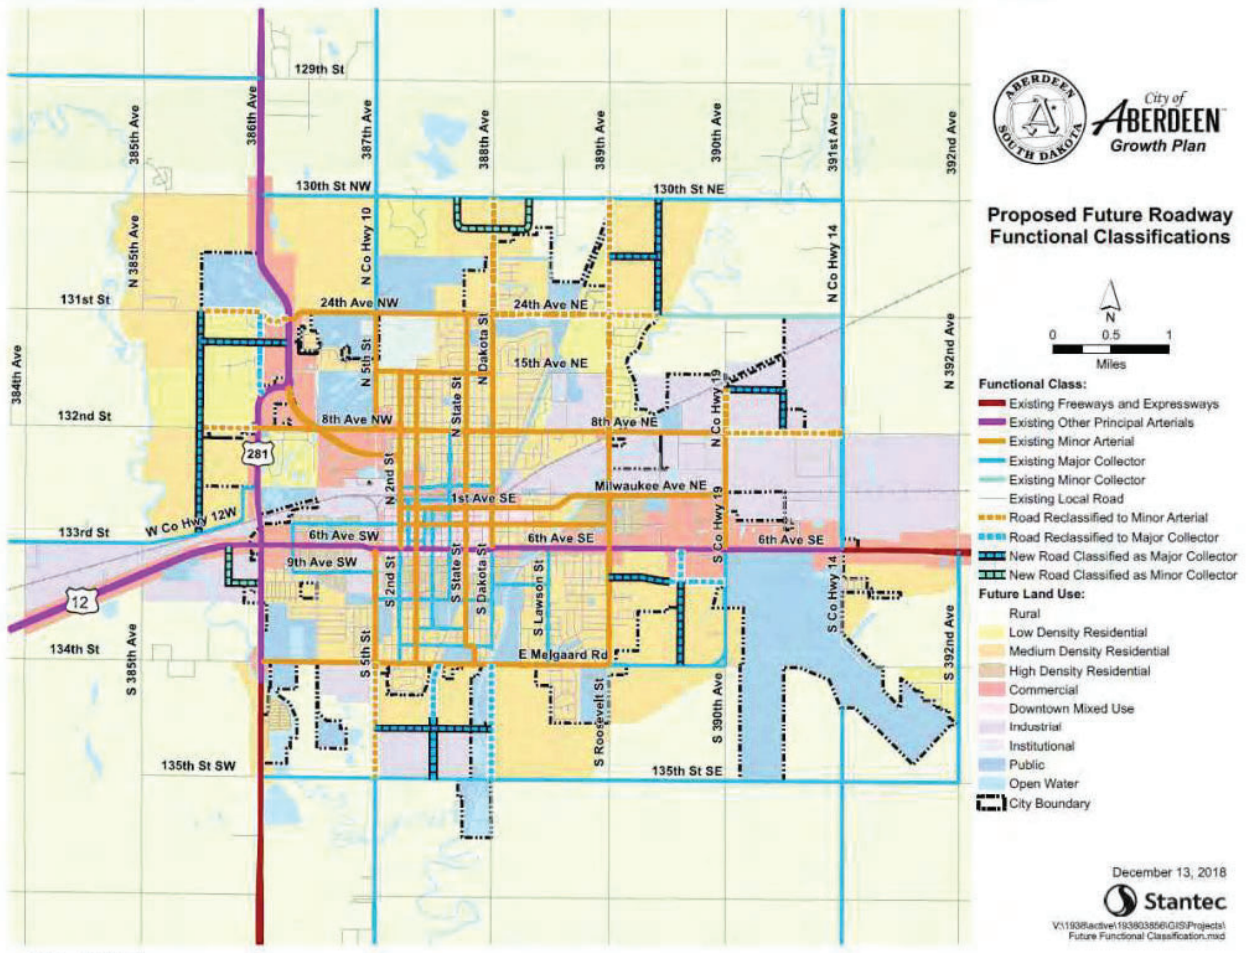 129th St
385th Ave
386th Ave
387th Ave
388th Ave
389th Ave
390th Ave
391st Ave
392nd Ave
130th St NW
130th St NE
N 385th Ave
N Co Hwy 10
N Co Hwy 14
131st St
24th Ave NW
24th Ave NE
384th Ave
N 5th St
N Dakota St
15th Ave NE
N 392nd Ave
132nd St
8th Ave NW
N State St
8th Ave NE
N Co Hwy 19
281
N 2nd St
1st Ave SE
Milwaukee Ave NE
W Co Hwy 12W
133rd St
6th Ave SW
6th Ave SE
S Co Hwy 19
6th Ave SE
9th Ave SW
12
S 2nd St
S State St
S Dakota St
S Lawson St
S Co Hwy 14
134th St
S 385th Ave
S 5th St
E Melgaard Rd
S 392nd Ave
S Roosevelt St
S 390th Ave
135th St SW
135th St SE
ABERDEEN
A
SOUTH DAKOTA
City of
ABERDEEN
Growth Plan
Proposed Future Roadway
Functional Classifications
N
0 0.5 1
Miles
Functional Class:
Existing Freeways and Expressways
Existing Other Principal Arterials
Existing Minor Arterial
Existing Major Collector
Existing Minor Collector
Existing Local Road
Road Reclassified to Minor Arterial
Road Reclassified to Major Collector
New Road Classified as Major Collector
New Road Classified as Minor Collector
Future Land Use:
Rural
Low Density Residential
Medium Density Residential
High Density Residential
Commercial
Downtown Mixed Use
Industrial
Institutional
Public
Open Water
City Boundary
December 13, 2018
Stantec
V:\1938\active\193803856\GIS\Projects\
Future Functional Classification.mxd